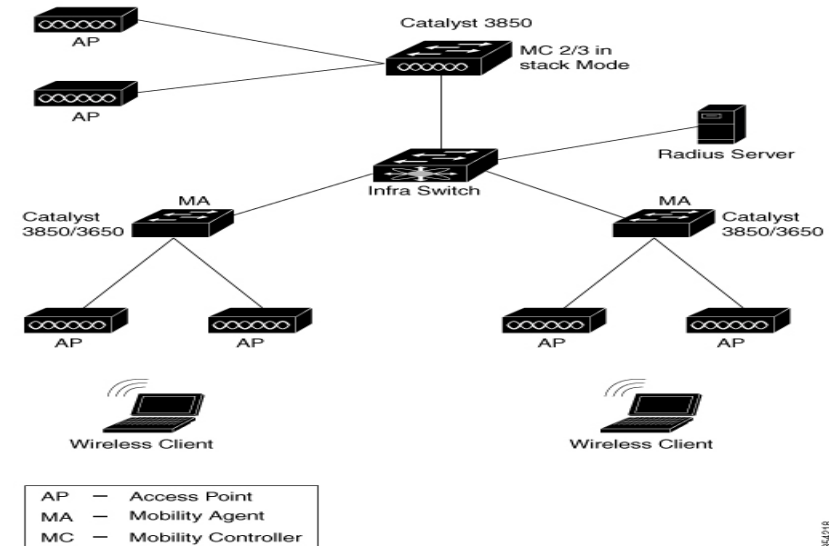 Catalyst 3850
AP
MC 2/3 in
stack Mode
AP
Radius Server
Infra Switch
MA
Catalyst
3850/3650
MA
Catalyst
3850/3650
AP
AP
AP
AP
Wireless Client
Wireless Client
AP – Access Point
MA – Mobility Agent
MC – Mobility Controller